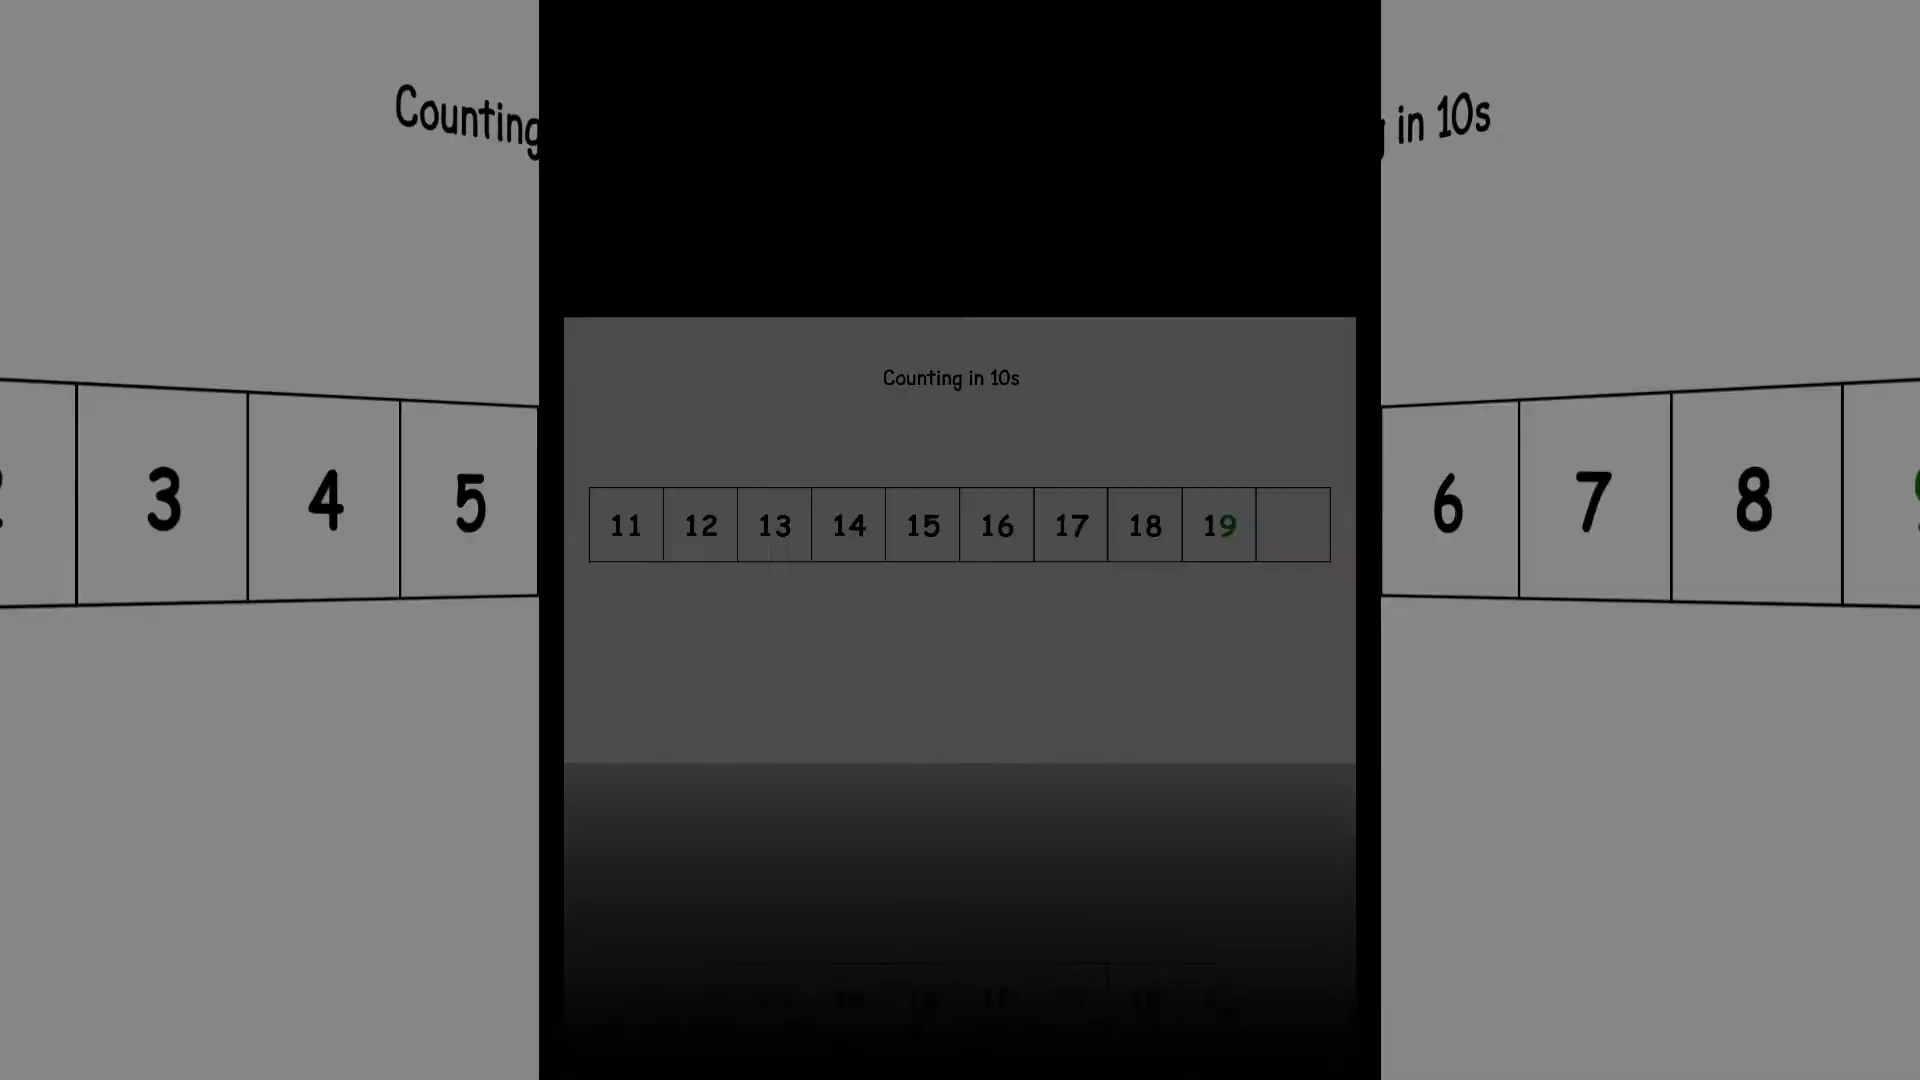 Counting
in 10s
3 4 5
6 7 8
Counting in 10s
11 12 13 14 15 16 17 18 19